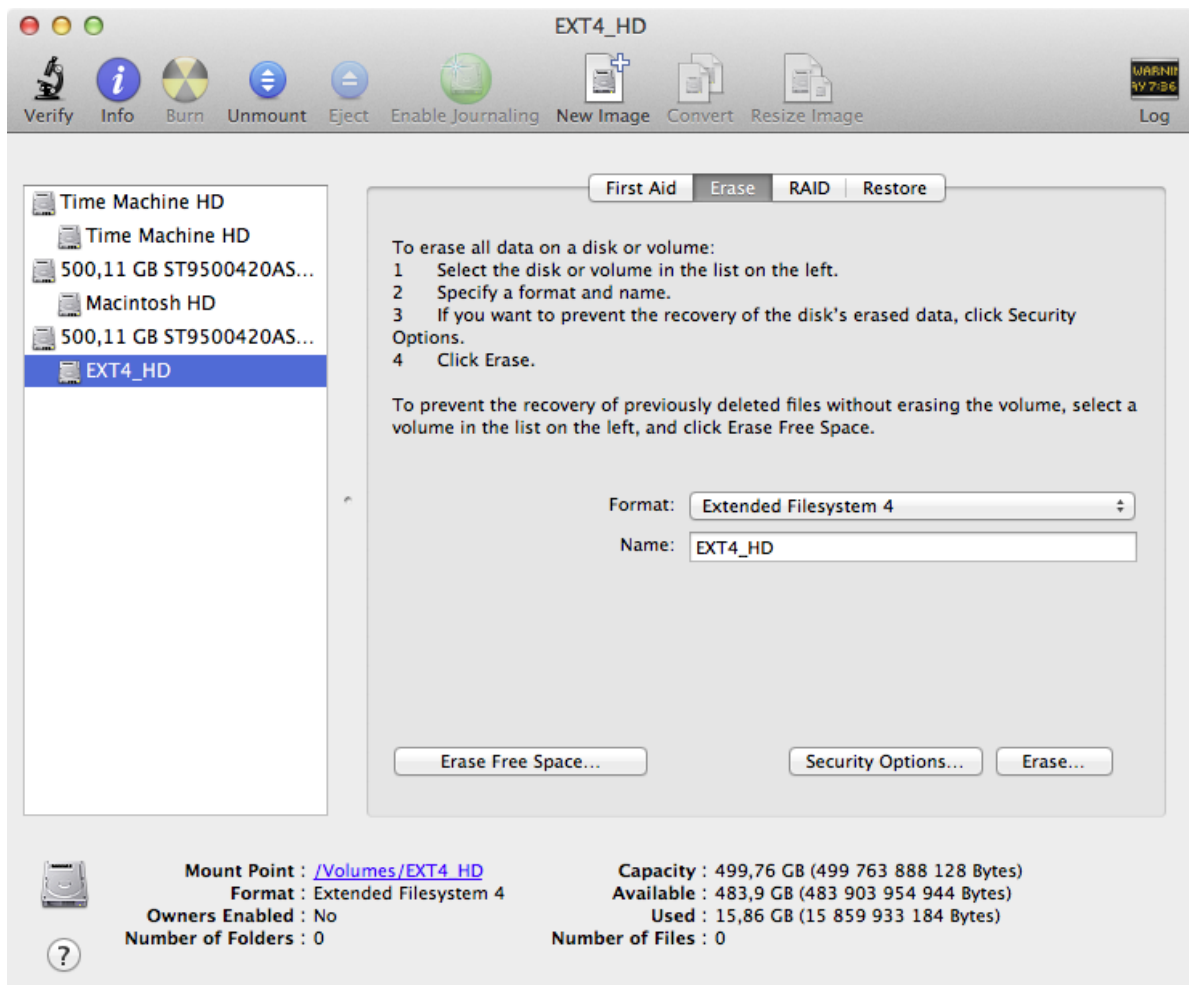 EXT4_HD
WARNIN
AY 7:36
Verify Info Burn Unmount Eject Enable Journaling New Image Convert Resize Image Log
Time Machine HD
Time Machine HD
500,11 GB ST9500420AS...
Macintosh HD
500,11 GB ST9500420AS...
EXT4_HD
First Aid Erase RAID Restore
To erase all data on a disk or volume:
1 Select the disk or volume in the list on the left.
2 Specify a format and name.
3 If you want to prevent the recovery of the disk's erased data, click Security
Options.
4 Click Erase.
To prevent the recovery of previously deleted files without erasing the volume, select a
volume in the list on the left, and click Erase Free Space.
Format: Extended Filesystem 4
Name: EXT4_HD
Erase Free Space... Security Options... Erase...
Mount Point : /Volumes/EXT4_HD
Format : Extended Filesystem 4
Owners Enabled : No
Number of Folders : 0
Capacity : 499,76 GB (499 763 888 128 Bytes)
Available : 483,9 GB (483 903 954 944 Bytes)
Used : 15,86 GB (15 859 933 184 Bytes)
Number of Files : 0
?